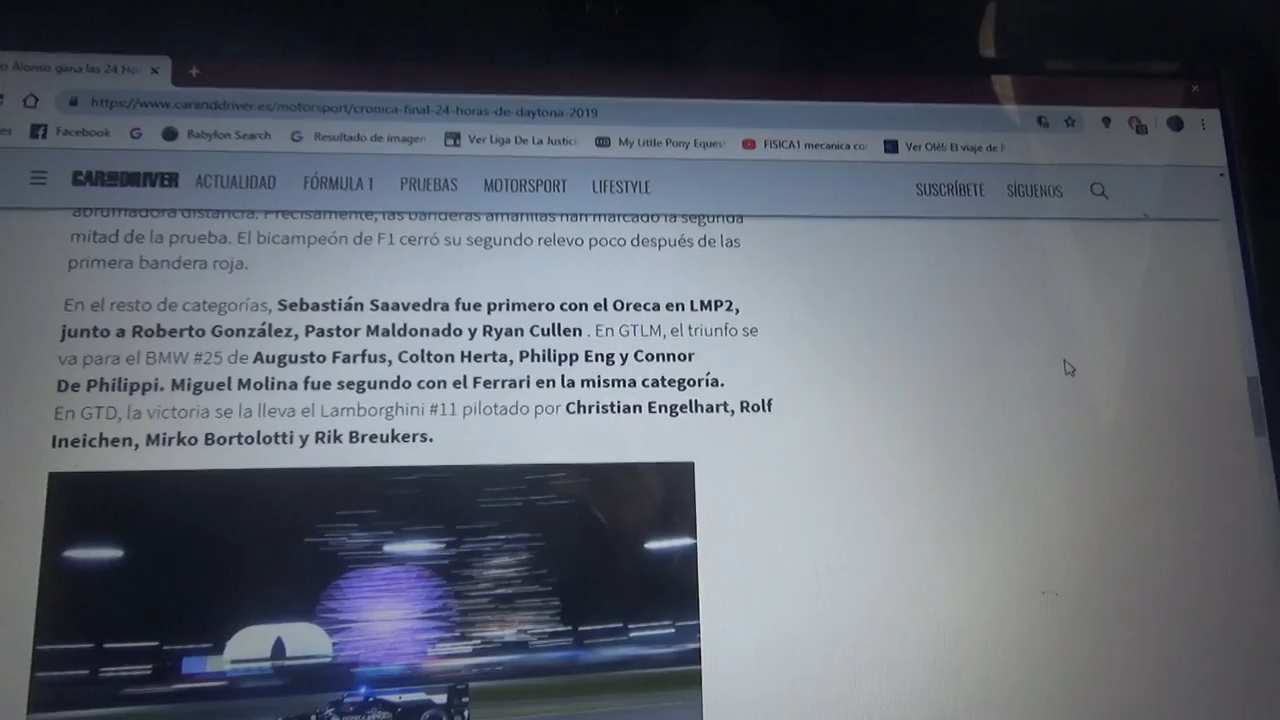 o Alonso gana las 24 Ho
https://www.caranddriver.es/motorsport/cronica-final-24-horas-de-daytona-2019
es Facebook Babylon Search Resultado de imagen Ver Liga De La Justici My Little Pony Equest FISICA1 mecanica co Ver Olé!: El viaje de F
CAR AND DRIVER ACTUALIDAD FÓRMULA 1 PRUEBAS MOTORSPORT LIFESTYLE SUSCRÍBETE SÍGUENOS
abrumadora distancia. Precisamente, las banderas amarillas han marcado la segunda
mitad de la prueba. El bicampeón de F1 cerró su segundo relevo poco después de las
primera bandera roja.
En el resto de categorías, Sebastián Saavedra fue primero con el Oreca en LMP2,
junto a Roberto González, Pastor Maldonado y Ryan Cullen . En GTLM, el triunfo se
va para el BMW #25 de Augusto Farfus, Colton Herta, Philipp Eng y Connor
De Philippi. Miguel Molina fue segundo con el Ferrari en la misma categoría.
En GTD, la victoria se la lleva el Lamborghini #11 pilotado por Christian Engelhart, Rolf
Ineichen, Mirko Bortolotti y Rik Breukers.